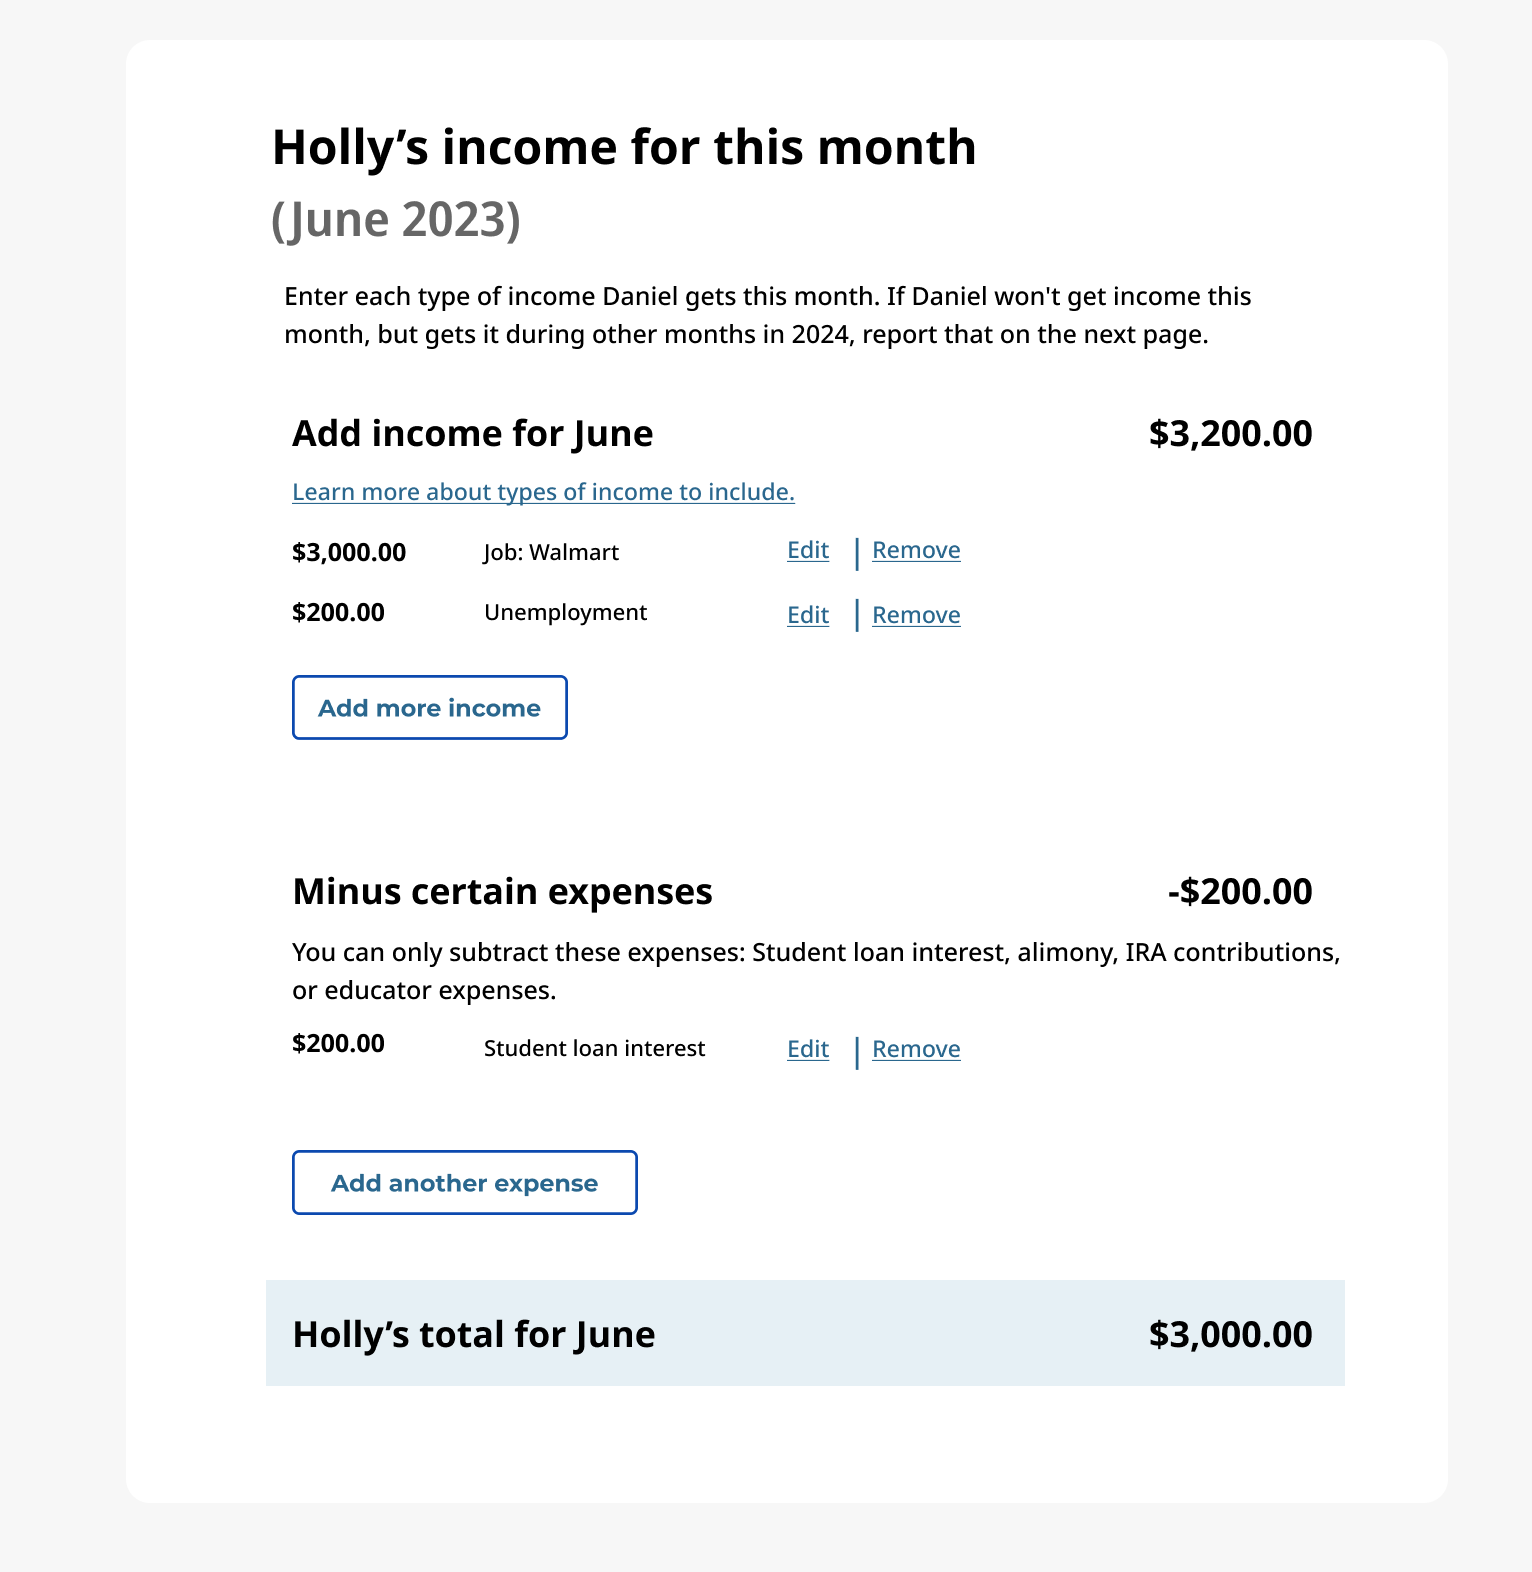 Holly’s income for this month
(June 2023)
Enter each type of income Daniel gets this month. If Daniel won't get income this
month, but gets it during other months in 2024, report that on the next page.
Add income for June $3,200.00
Learn more about types of income to include.
$3,000.00 Job: Walmart Edit | Remove
$200.00 Unemployment Edit | Remove
Add more income
Minus certain expenses -$200.00
You can only subtract these expenses: Student loan interest, alimony, IRA contributions,
or educator expenses.
$200.00 Student loan interest Edit | Remove
Add another expense
Holly’s total for June $3,000.00